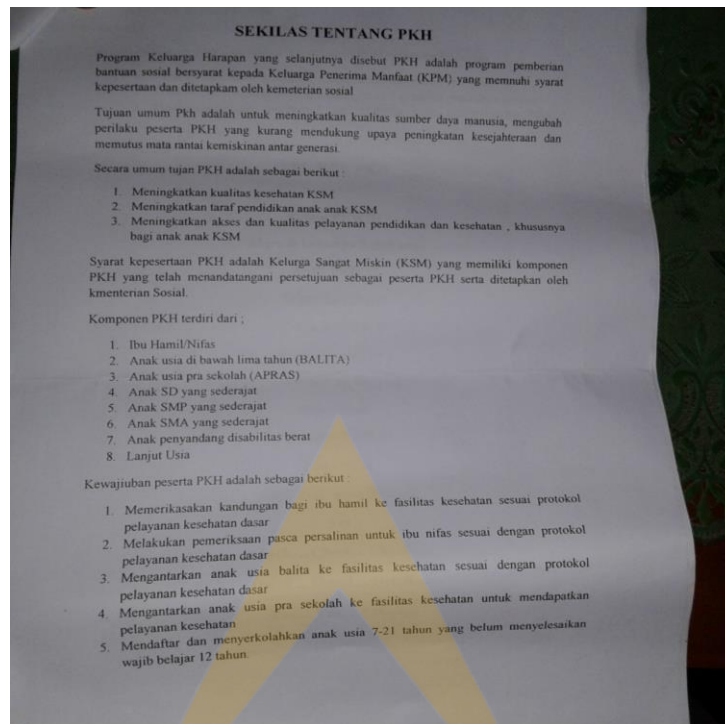 SEKILAS TENTANG PKH
Program Keluarga Harapan yang selanjutnya disebut PKH adalah program pemberian
bantuan sosial bersyarat kepada Keluarga Penerima Manfaat (KPM) yang memnuhi syarat
kepesertaan dan ditetapkam oleh kemeterian sosial
Tujuan umum Pkh adalah untuk meningkatkan kualitas sumber daya manusia, mengubah
perilaku peserta PKH yang kurang mendukung upaya peningkatan kesejahteraan dan
memutus mata rantai kemiskinan antar generasi.
Secara umum tujan PKH adalah sebagai berikut :
1. Meningkatkan kualitas kesehatan KSM
2. Meningkatkan taraf pendidikan anak anak KSM
3. Meningkatkan akses dan kualitas pelayanan pendidikan dan kesehatan , khususnya
bagi anak anak KSM
Syarat kepesertaan PKH adalah Kelurga Sangat Miskin (KSM) yang memiliki komponen
PKH yang telah menandatangani persetujuan sebagai peserta PKH serta ditetapkan oleh
kmenterian Sosial.
Komponen PKH terdiri dari ;
1. Ibu Hamil/Nifas
2. Anak usia di bawah lima tahun (BALITA)
3. Anak usia pra sekolah (APRAS)
4. Anak SD yang sederajat
5. Anak SMP yang sederajat
6. Anak SMA yang sederajat
7. Anak penyandang disabilitas berat
8. Lanjut Usia
Kewajiuban peserta PKH adalah sebagai berikut :
1. Memerikasakan kandungan bagi ibu hamil ke fasilitas kesehatan sesuai protokol
pelayanan kesehatan dasar
2. Melakukan pemeriksaan pasca persalinan untuk ibu nifas sesuai dengan protokol
pelayanan kesehatan dasar
3. Mengantarkan anak usia balita ke fasilitas kesehatan sesuai dengan protokol
pelayanan kesehatan dasar
4. Mengantarkan anak usia pra sekolah ke fasilitas kesehatan untuk mendapatkan
pelayanan kesehatan
5. Mendaftar dan menyerkolahkan anak usia 7-21 tahun yang belum menyelesaikan
wajib belajar 12 tahun.